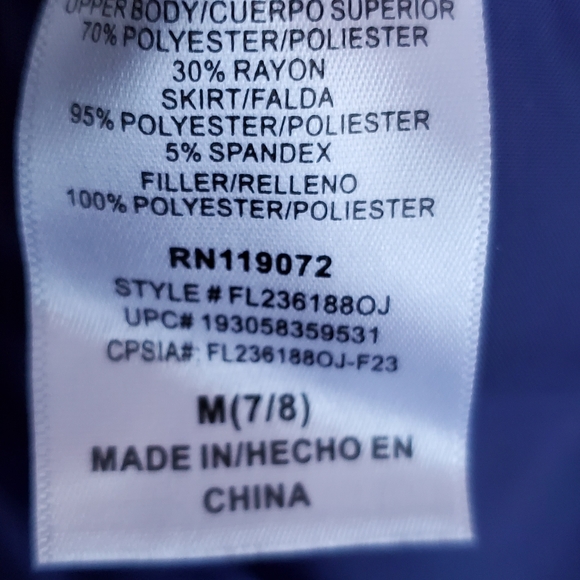 UPPER BODY/CUERPO SUPERIOR
70% POLYESTER/POLIESTER
30% RAYON
SKIRT/FALDA
95% POLYESTER/POLIESTER
5% SPANDEX
FILLER/RELLENO
100% POLYESTER/POLIESTER
RN119072
STYLE # FL236188OJ
UPC# 193058359531
CPSIA#: FL236188OJ-F23
M(7/8)
MADE IN/HECHO EN
CHINA